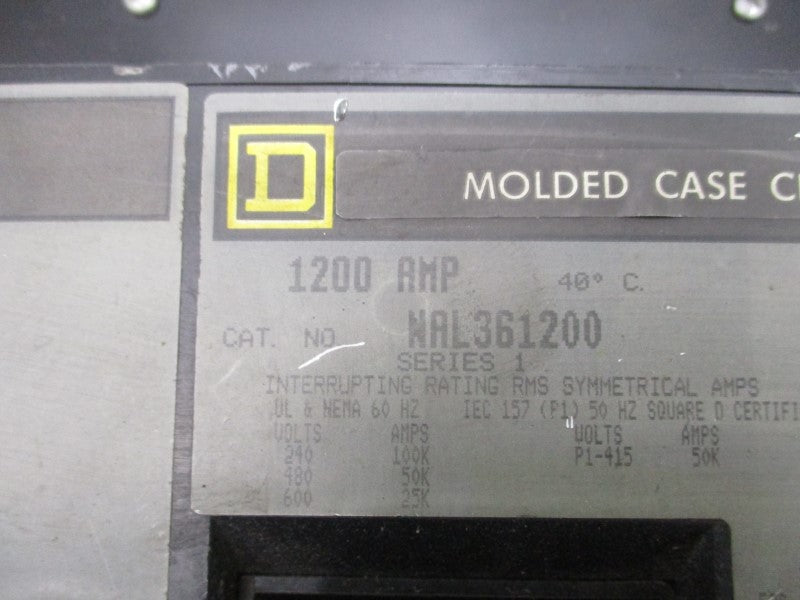 D
MOLDED CASE CI
1200 AMP 40° C.
CAT. NO NAL361200
SERIES 1
INTERRUPTING RATING RMS SYMMETRICAL AMPS
UL & NEMA 60 HZ IEC 157 (P1) 50 HZ SQUARE D CERTIFI
VOLTS AMPS VOLTS AMPS
240 100K P1-415 50K
480 50K
600 25K